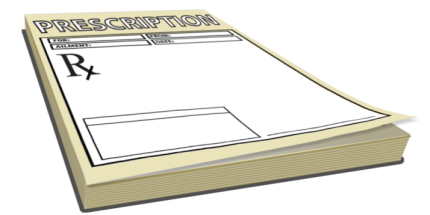 PRESCRIPTION
FOR: FROM:
AILMENT: DATE:
Rx